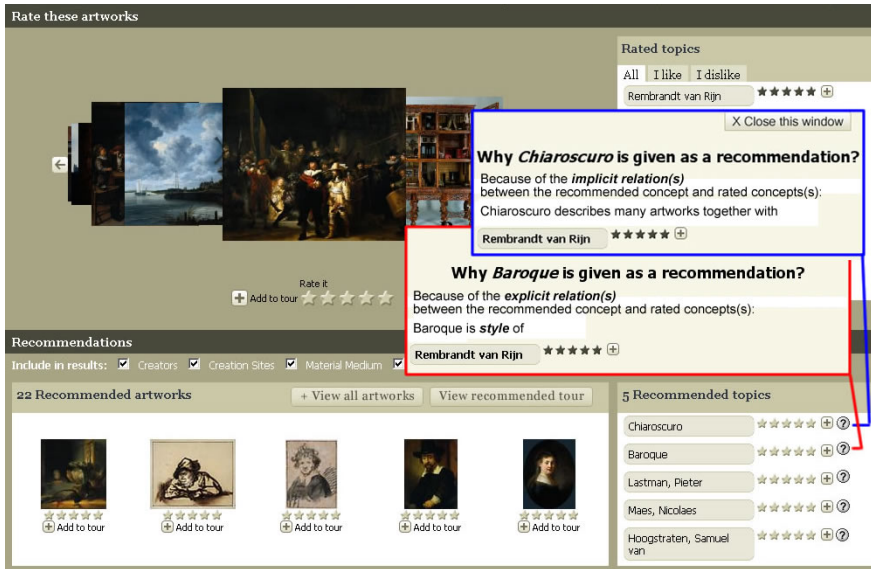 Rate these artworks
Rated topics
All I like I dislike
Rembrandt van Rijn
X Close this window
Why Chiaroscuro is given as a recommendation?
Because of the implicit relation(s)
between the recommended concept and rated concepts(s):
Chiaroscuro describes many artworks together with
Rembrandt van Rijn
Why Baroque is given as a recommendation?
Because of the explicit relation(s)
between the recommended concept and rated concepts(s):
Baroque is style of
Rembrandt van Rijn
Rate it
Add to tour
Recommendations
Include in results: Creators Creation Sites Material Medium
22 Recommended artworks + View all artworks View recommended tour
Add to tour Add to tour Add to tour Add to tour Add to tour
5 Recommended topics
Chiaroscuro ?
Baroque ?
Lastman, Pieter ?
Maes, Nicolaes ?
Hoogstraten, Samuel ?
van